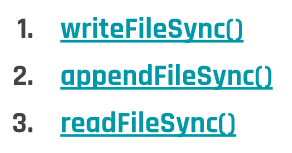 1. writeFileSync()
2. appendFileSync()
3. readFileSync()